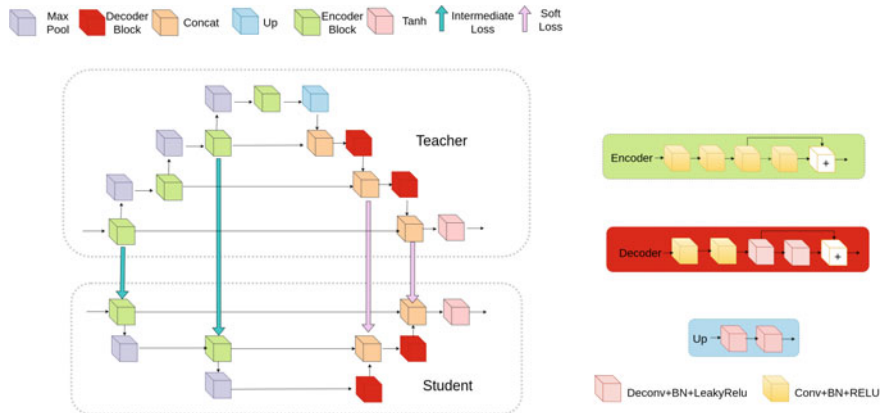 Max
Pool
Decoder
Block
Concat
Up
Encoder
Block
Tanh
Intermediate
Loss
Soft
Loss
Teacher
Student
Encoder
+
Decoder
+
Up
Deconv+BN+LeakyRelu
Conv+BN+RELU